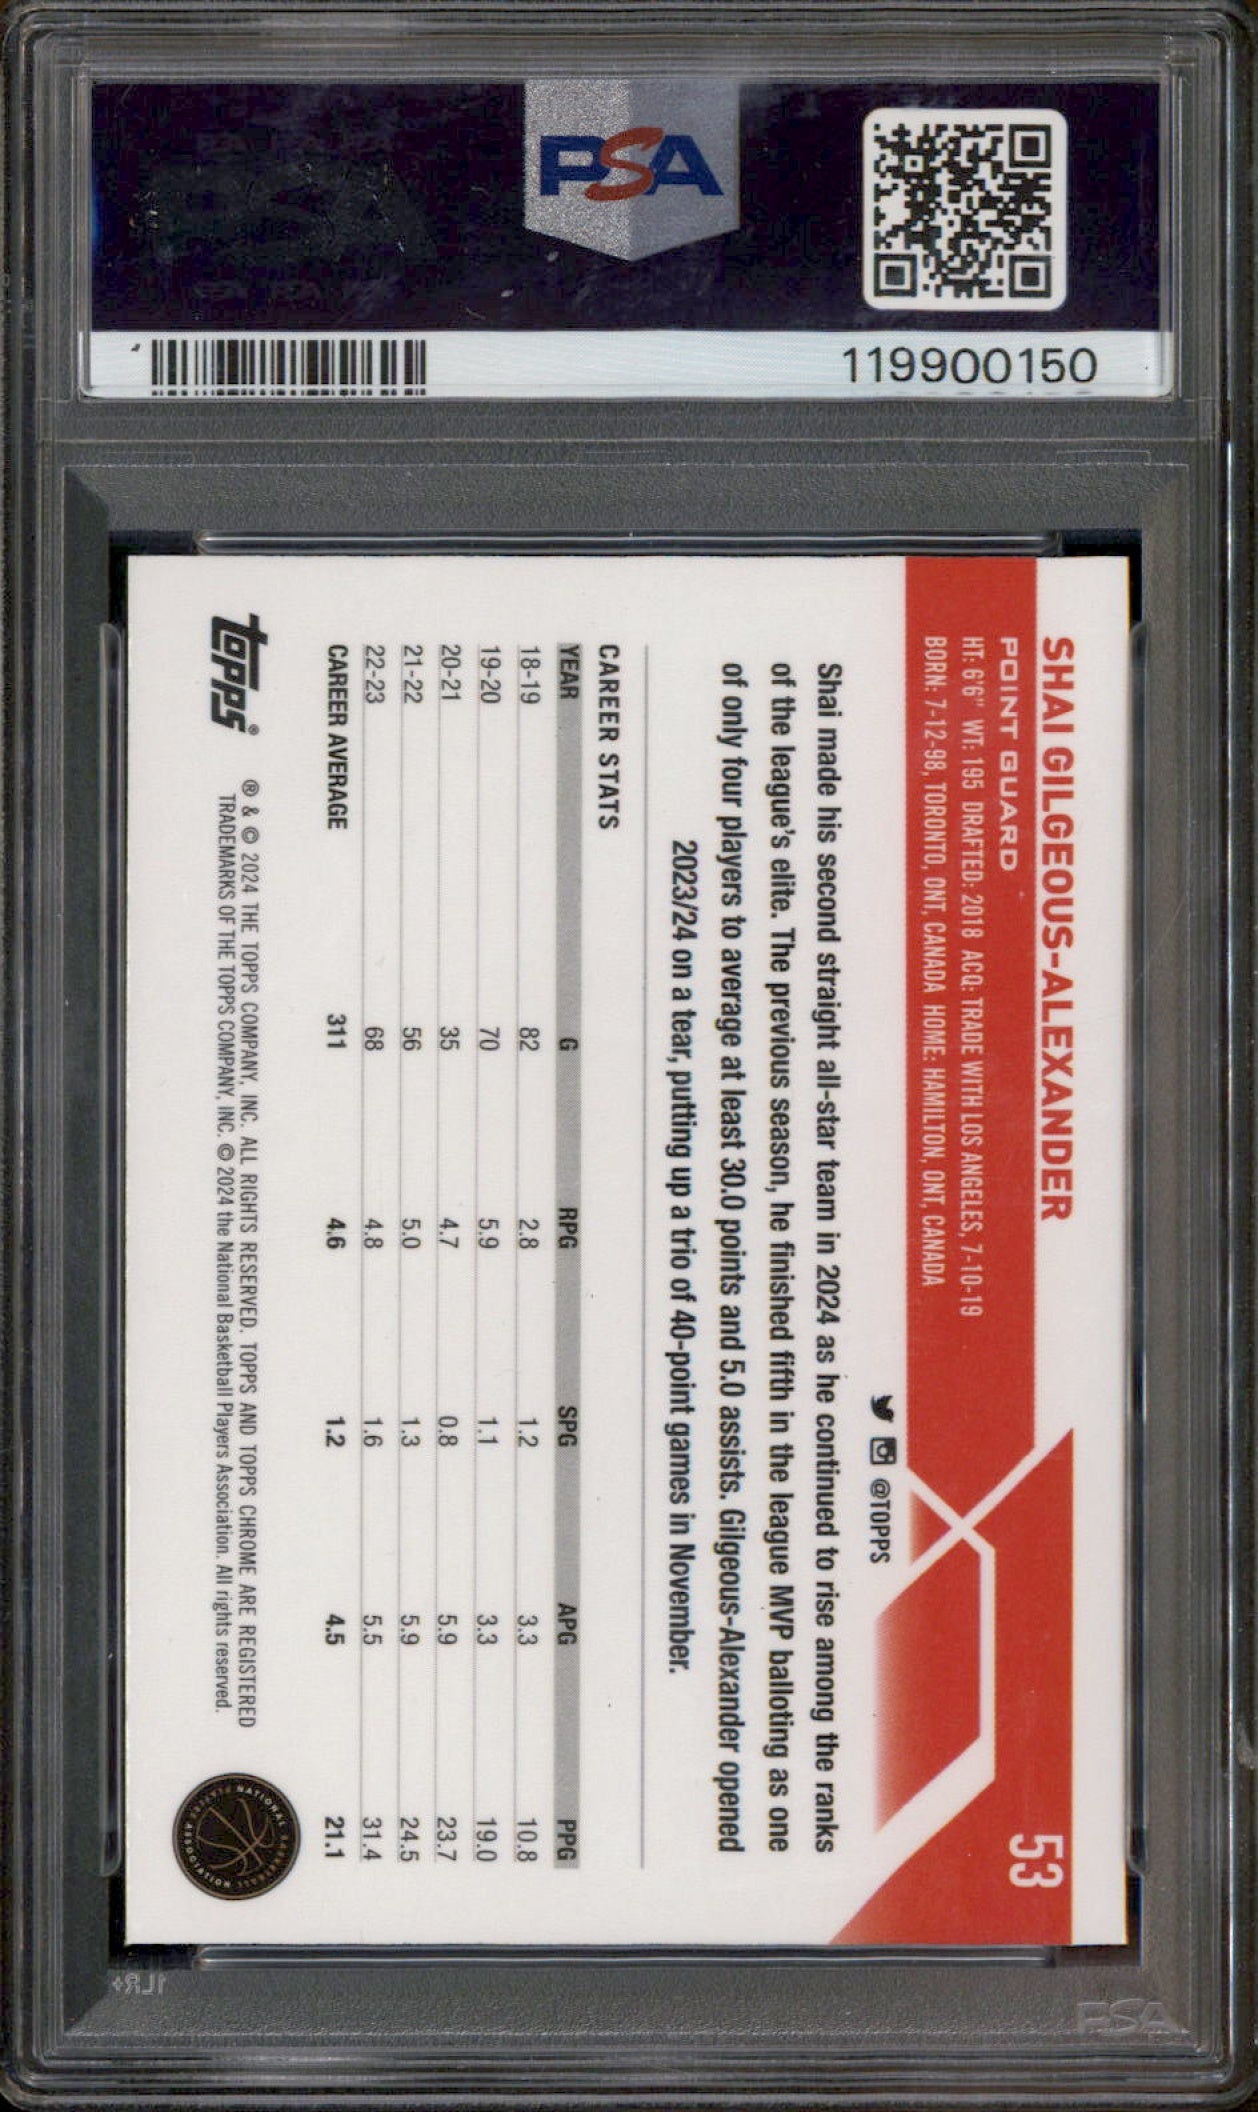 PSA
119900150
SHAI GILGEOUS-ALEXANDER
53
POINT GUARD
HT: 6'6" WT: 195 DRAFTED: 2018 ACQ: TRADE WITH LOS ANGELES, 7-10-19
BORN: 7-12-98, TORONTO, ONT, CANADA HOME: HAMILTON, ONT, CANADA
@TOPPS
Shai made his second straight all-star team in 2024 as he continued to rise among the ranks
of the league's elite. The previous season, he finished fifth in the league MVP balloting as one
of only four players to average at least 30.0 points and 5.0 assists. Gilgeous-Alexander opened
2023/24 on a tear, putting up a trio of 40-point games in November.
CAREER STATS
YEAR G RPG SPG APG PPG
18-19 82 2.8 1.2 3.3 10.8
19-20 70 5.9 1.1 3.3 19.0
20-21 35 4.7 0.8 5.9 23.7
21-22 56 5.0 1.3 5.9 24.5
22-23 68 4.8 1.6 5.5 31.4
CAREER AVERAGE 311 4.6 1.2 4.5 21.1
topps®
® & © 2024 THE TOPPS COMPANY, INC. ALL RIGHTS RESERVED. TOPPS AND TOPPS CHROME ARE REGISTERED
TRADEMARKS OF THE TOPPS COMPANY, INC. © 2024 the National Basketball Players Association. All rights reserved.
NATIONAL BASKETBALL PLAYERS ASSOCIATION
PSA